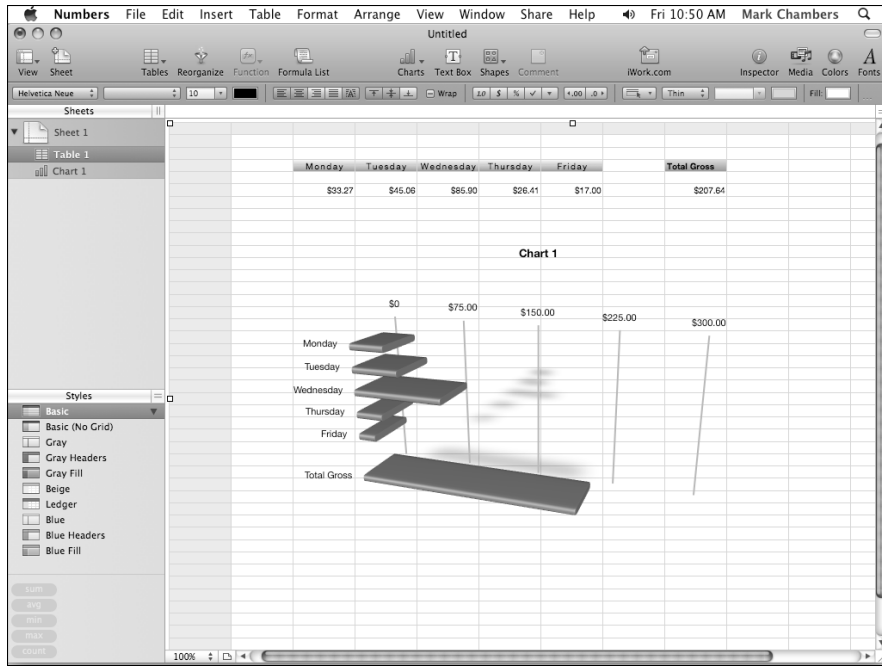 Numbers File Edit Insert Table Format Arrange View Window Share Help Fri 10:50 AM Mark Chambers
Untitled
View Sheet Tables Reorganize Function Formula List Charts Text Box Shapes Comment iWork.com Inspector Media Colors Fonts
Helvetica Neue 10 Wrap 1.0 $ % Thin Fill:
Sheets
Sheet 1
Table 1
Chart 1
Monday Tuesday Wednesday Thursday Friday Total Gross
$33.27 $45.06 $85.90 $26.41 $17.00 $207.64
Chart 1
$0 $75.00 $150.00 $225.00 $300.00
Monday
Tuesday
Wednesday
Thursday
Friday
Total Gross
Styles
Basic
Basic (No Grid)
Gray
Gray Headers
Gray Fill
Beige
Ledger
Blue
Blue Headers
Blue Fill
sum
avg
min
max
count
100%